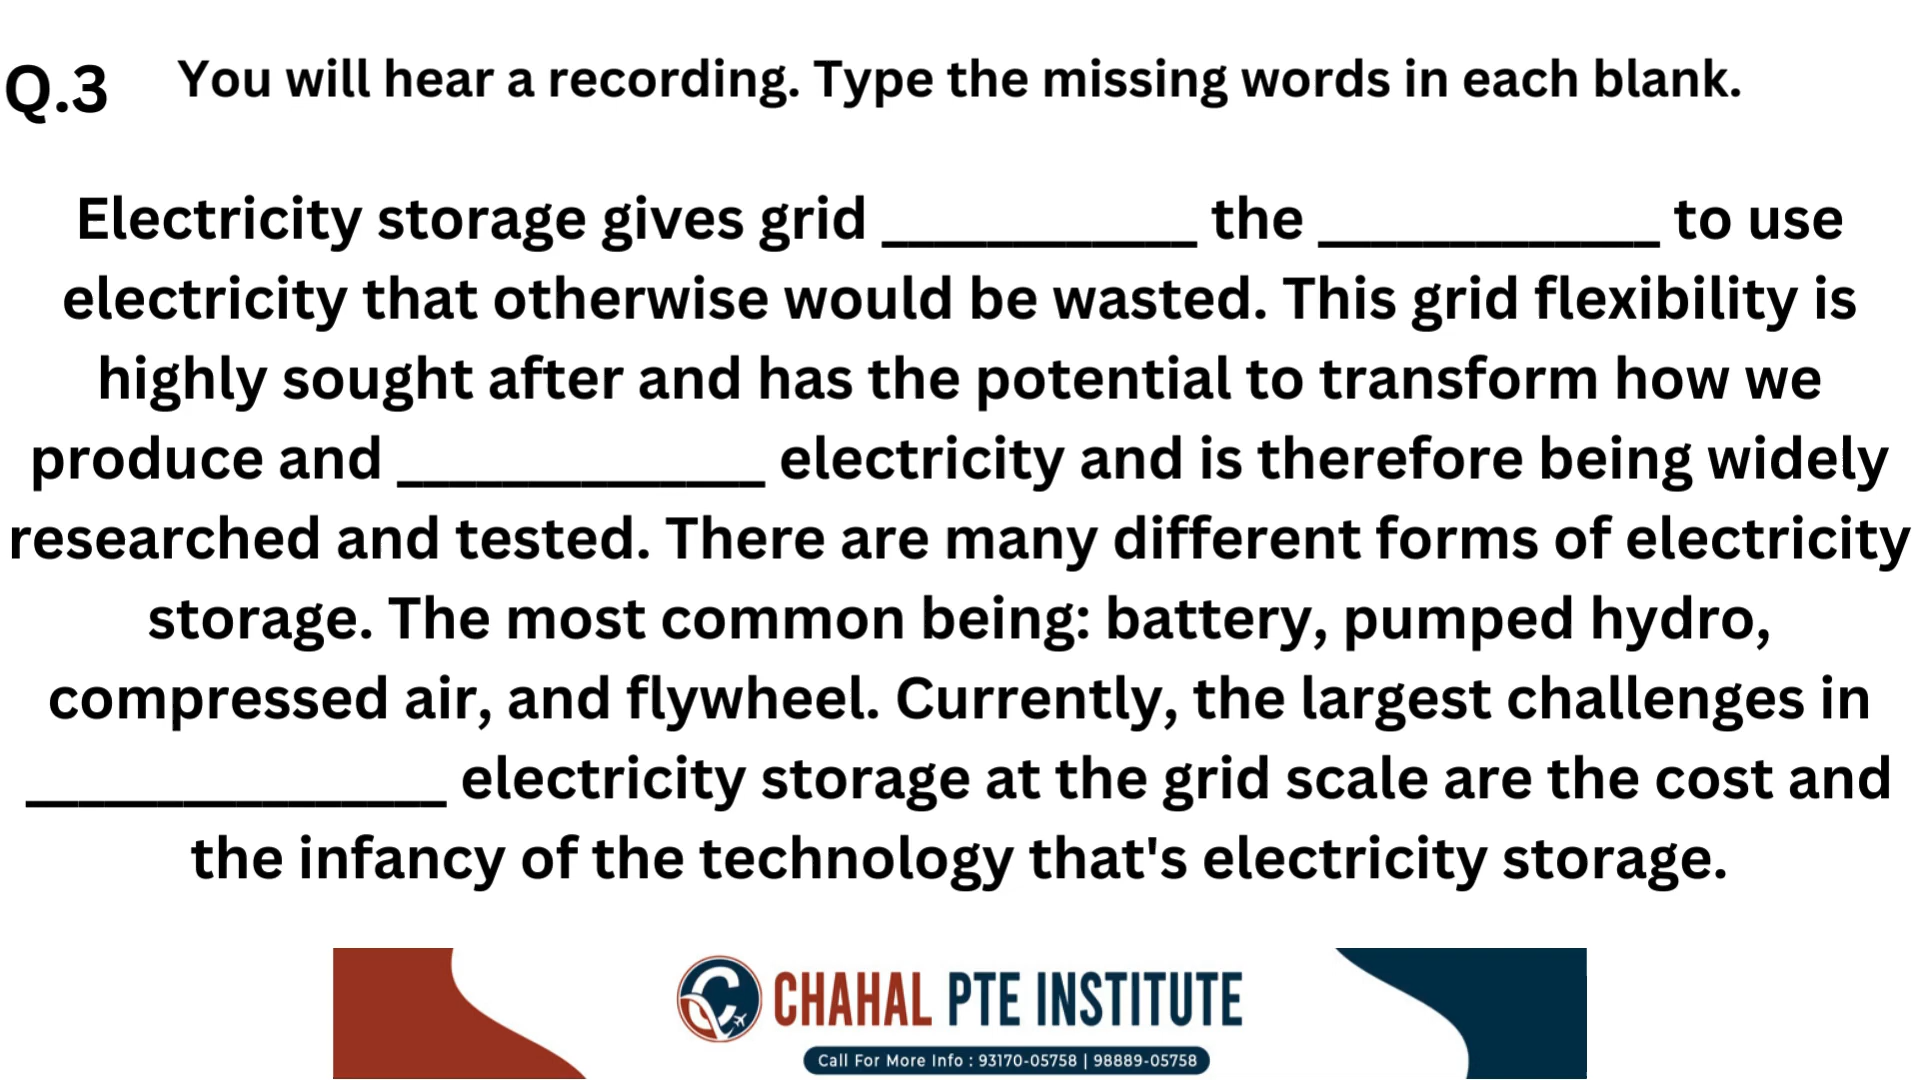 Q.3 You will hear a recording. Type the missing words in each blank.
Electricity storage gives grid ____________ the _____________ to use
electricity that otherwise would be wasted. This grid flexibility is
highly sought after and has the potential to transform how we
produce and ______________ electricity and is therefore being widely
researched and tested. There are many different forms of electricity
storage. The most common being: battery, pumped hydro,
compressed air, and flywheel. Currently, the largest challenges in
________________ electricity storage at the grid scale are the cost and
the infancy of the technology that's electricity storage.
CHAHAL PTE INSTITUTE
Call For More Info : 93170-05758 | 98889-05758